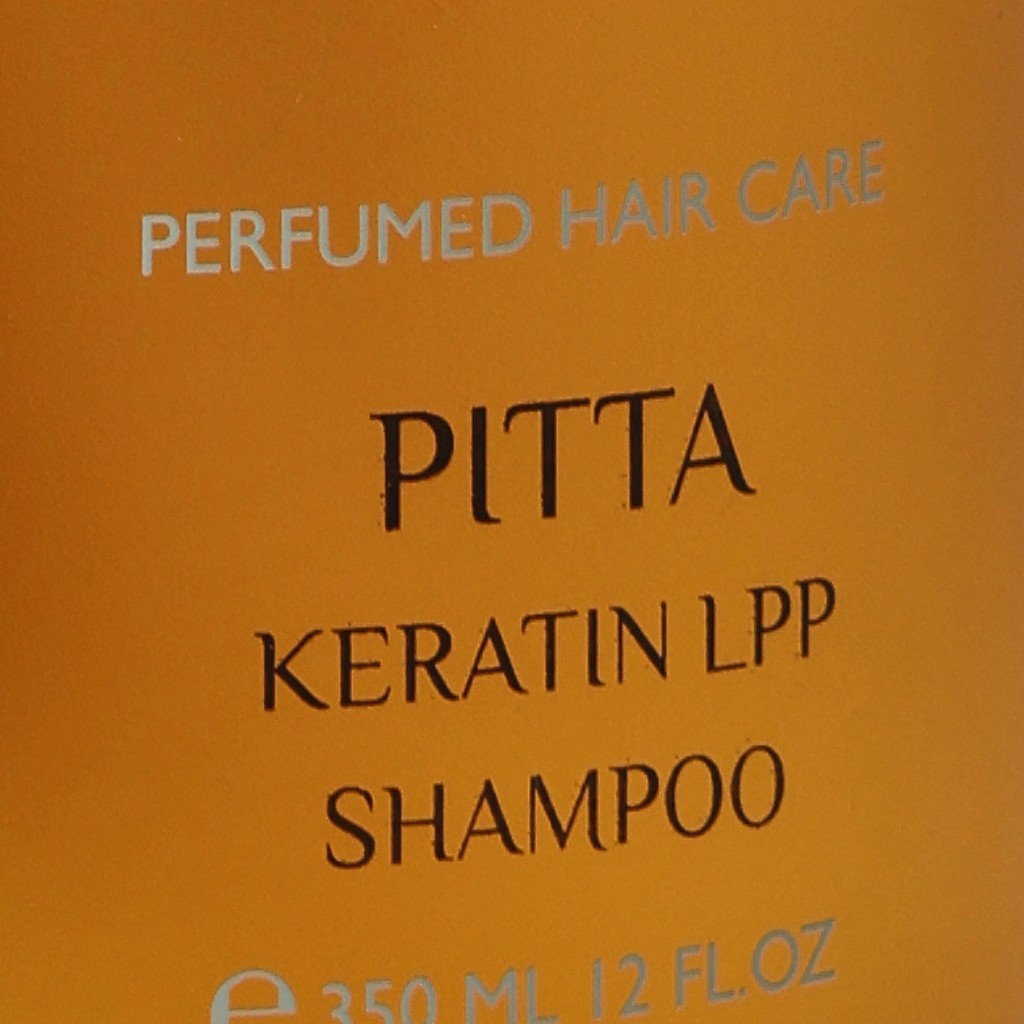 PERFUMED HAIR CARE
PITTA
KERATIN LPP
SHAMPOO
℮ 350 ML 12 FL.OZ